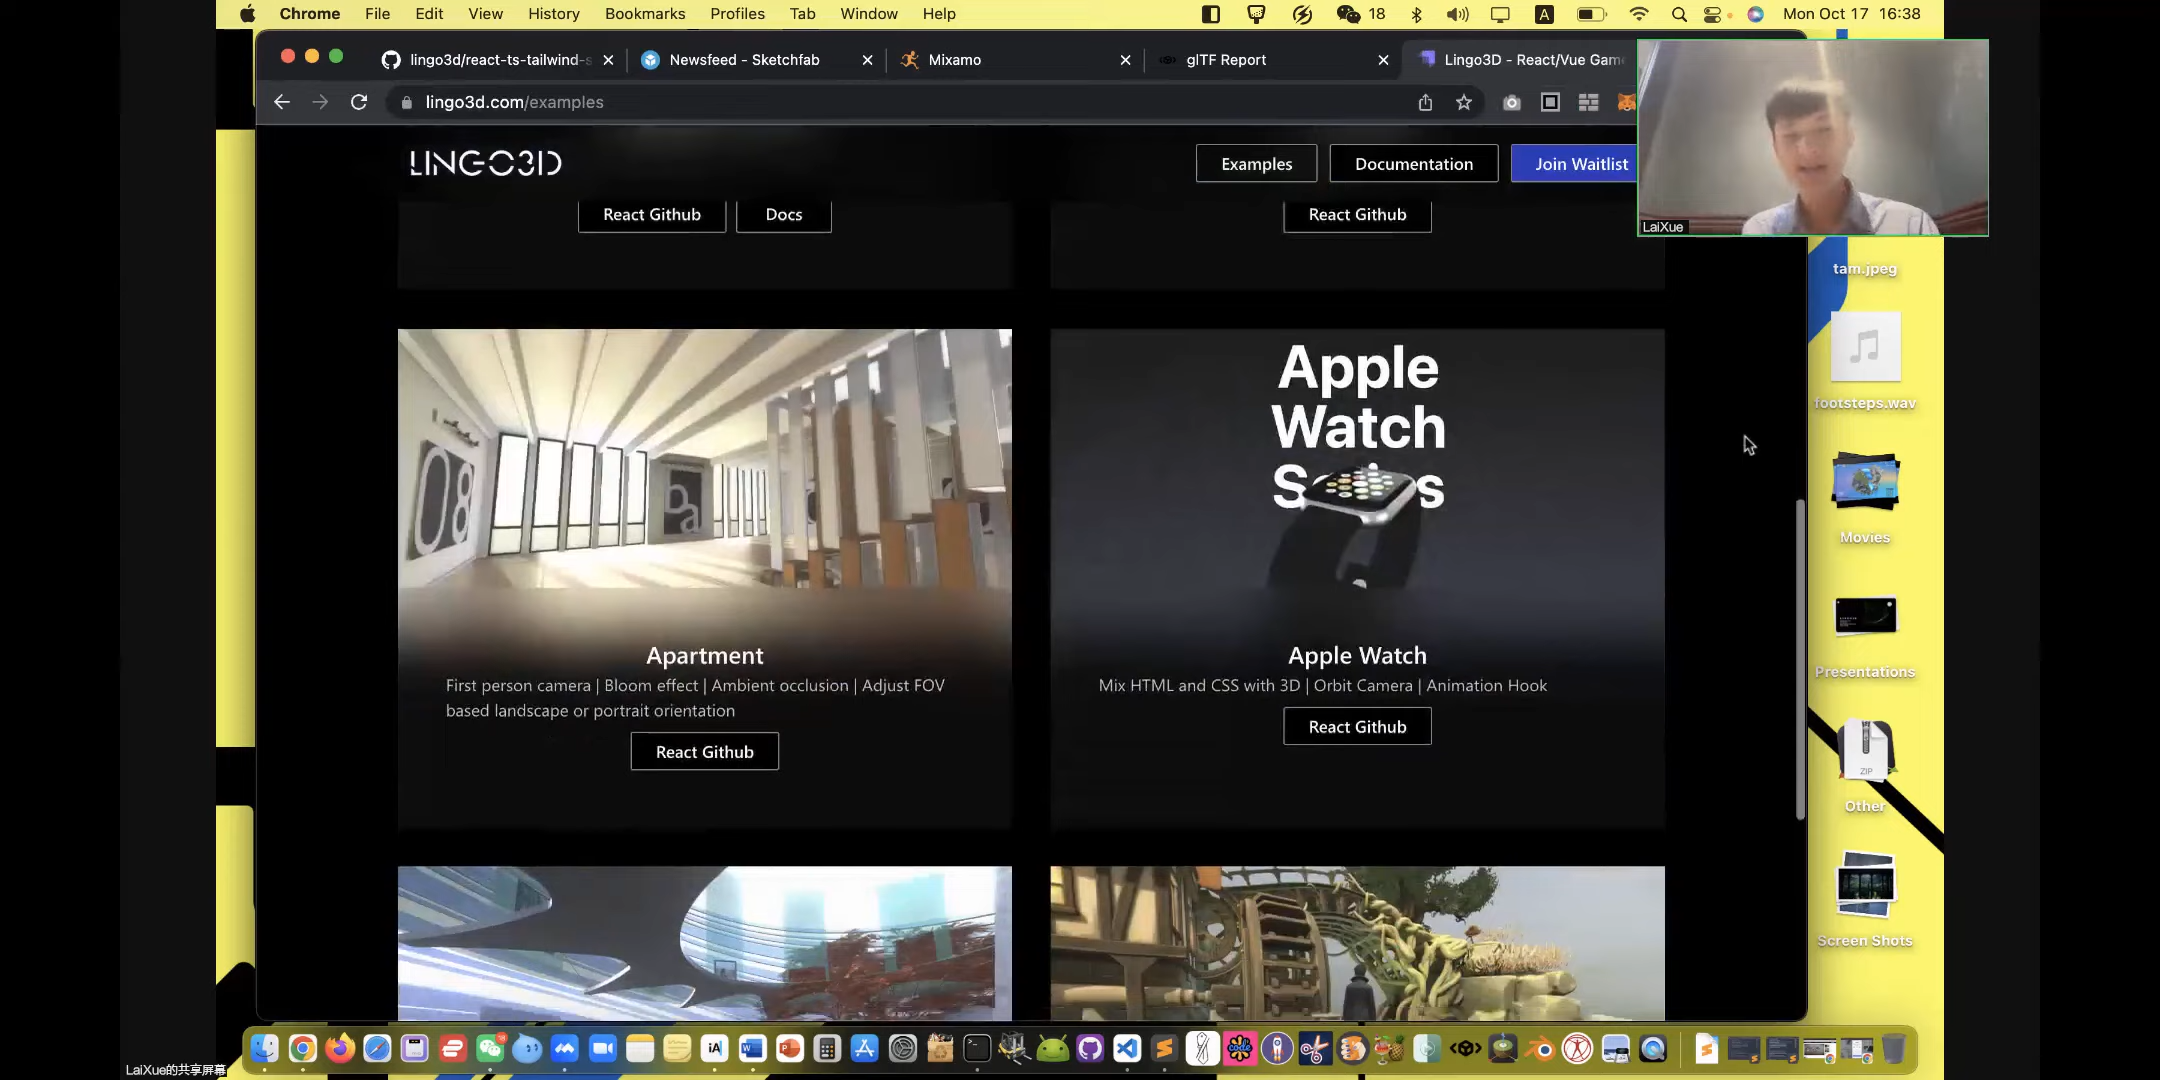 Chrome File Edit View History Bookmarks Profiles Tab Window Help 18 A Mon Oct 17 16:38
lingo3d/react-ts-tailwind-s Newsfeed - Sketchfab Mixamo glTF Report Lingo3D - React/Vue Gam
lingo3d.com/examples
LINGO3D
Examples Documentation Join Waitlist
React Github Docs React Github
LaiXue
tam.jpeg
footsteps.wav
Movies
Presentations
ZIP
Other
Screen Shots
08
Apple
Watch
Apartment
First person camera | Bloom effect | Ambient occlusion | Adjust FOV
based landscape or portrait orientation
React Github
Apple Watch
Mix HTML and CSS with 3D | Orbit Camera | Animation Hook
React Github
iA
code
LaiXue的共享屏幕